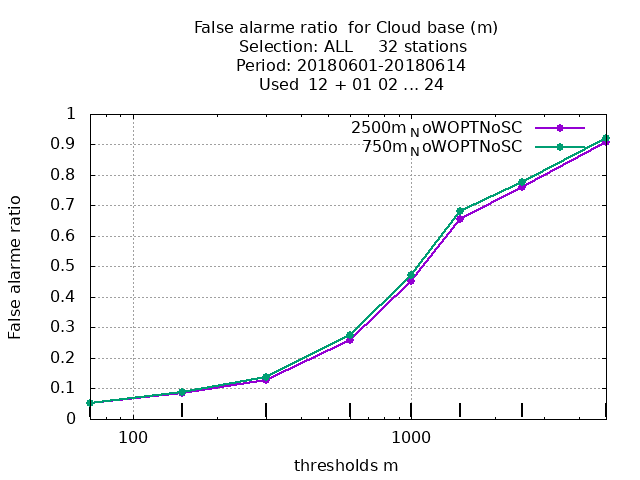 False alarme ratio  for Cloud base (m)
Selection: ALL     32 stations
Period: 20180601-20180614
Used  12 + 01 02 ... 24
2500m_NoWOPTNoSC
750m_NoWOPTNoSC
1
0.9
0.8
0.7
0.6
0.5
0.4
0.3
0.2
0.1
0
False alarme ratio
100 1000
thresholds m